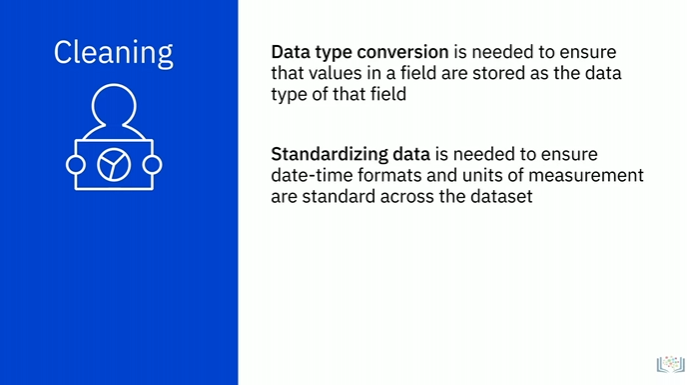 Cleaning
Data type conversion is needed to ensure
that values in a field are stored as the data
type of that field
Standardizing data is needed to ensure
date-time formats and units of measurement
are standard across the dataset